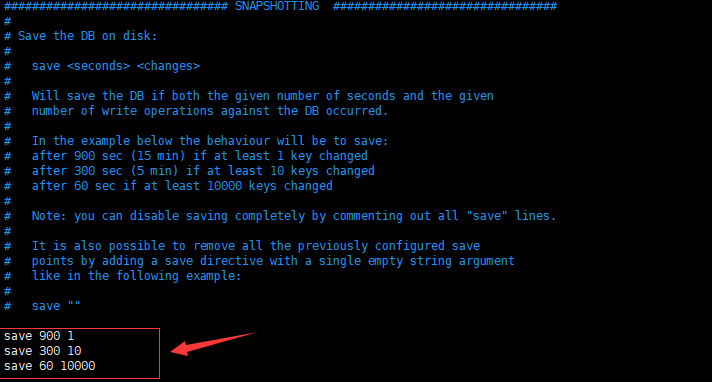 ################################ SNAPSHOTTING  ################################
#
# Save the DB on disk:
#
#   save <seconds> <changes>
#
#   Will save the DB if both the given number of seconds and the given
#   number of write operations against the DB occurred.
#
#   In the example below the behaviour will be to save:
#   after 900 sec (15 min) if at least 1 key changed
#   after 300 sec (5 min) if at least 10 keys changed
#   after 60 sec if at least 10000 keys changed
#
#   Note: you can disable saving completely by commenting out all "save" lines.
#
#   It is also possible to remove all the previously configured save
#   points by adding a save directive with a single empty string argument
#   like in the following example:
#
#   save ""
save 900 1
save 300 10
save 60 10000